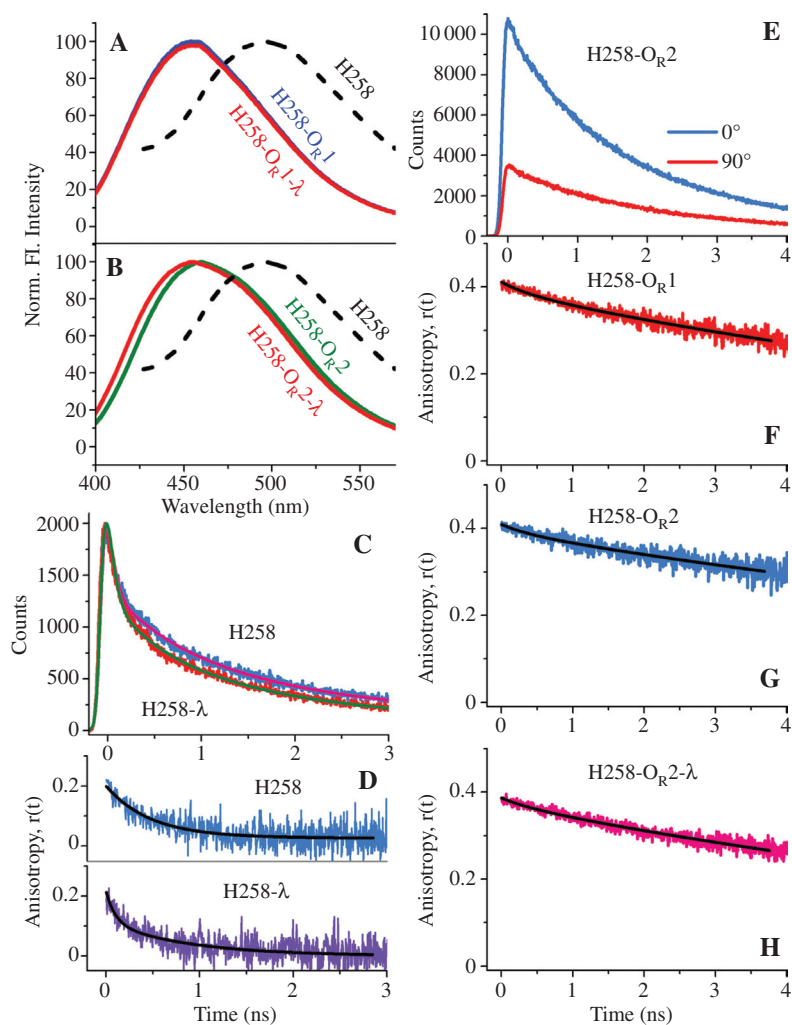 A
100
80
60
40
20
0
H258
H258-OR1
H258-OR1-λ
Norm. Fl. Intensity
B
100
80
60
40
20
0
H258
H258-OR2
H258-OR2-λ
400 450 500 550
Wavelength (nm)
C
2000
1500
1000
500
0
Counts
H258
H258-λ
0 1 2 3
D
0.2
0
H258
Anisotropy, r(t)
0.2
0
H258-λ
0 1 2 3
Time (ns)
E
10 000
8000
6000
4000
2000
0
Counts
H258-OR2
0°
90°
0 1 2 3 4
0.4
0.2
0
Anisotropy, r(t)
H258-OR1
F
0 1 2 3 4
0.4
0.2
0
Anisotropy, r(t)
H258-OR2
G
0 1 2 3 4
0.4
0.2
0
Anisotropy, r(t)
H258-OR2-λ
H
0 1 2 3 4
Time (ns)